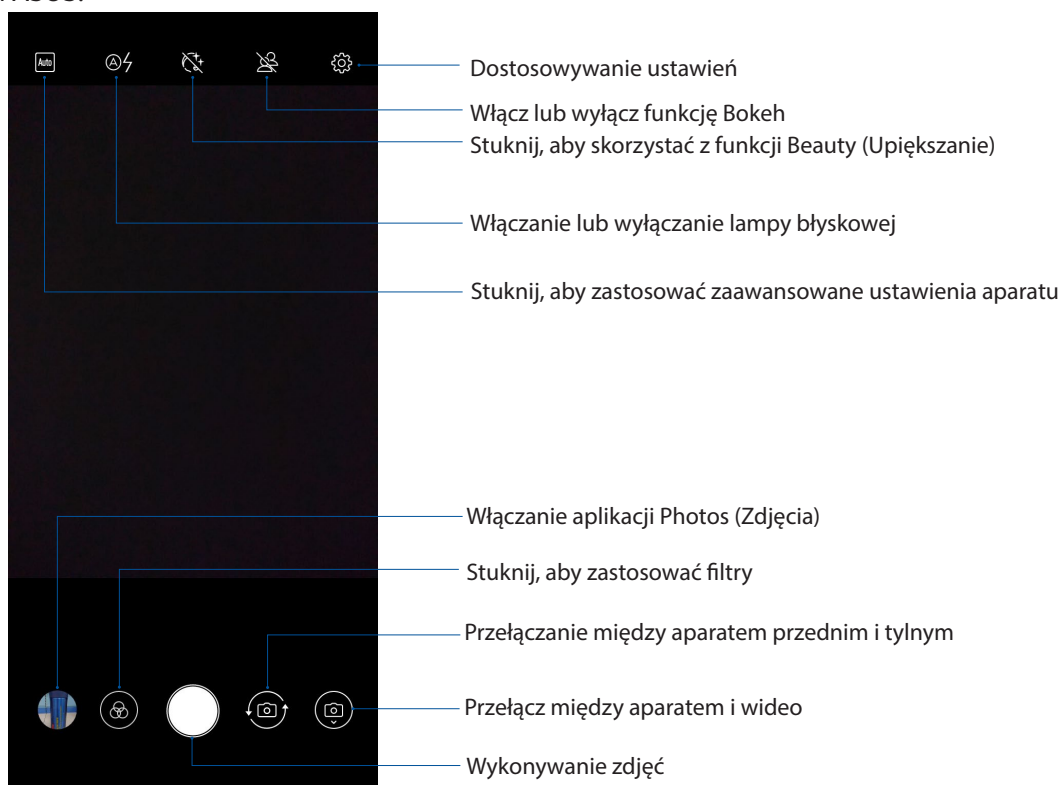 Auto
A
Dostosowywanie ustawień
Włącz lub wyłącz funkcję Bokeh
Stuknij, aby skorzystać z funkcji Beauty (Upiększanie)
Włączanie lub wyłączanie lampy błyskowej
Stuknij, aby zastosować zaawansowane ustawienia aparatu
Włączanie aplikacji Photos (Zdjęcia)
Stuknij, aby zastosować filtry
Przełączanie między aparatem przednim i tylnym
Przełącz między aparatem i wideo
Wykonywanie zdjęć